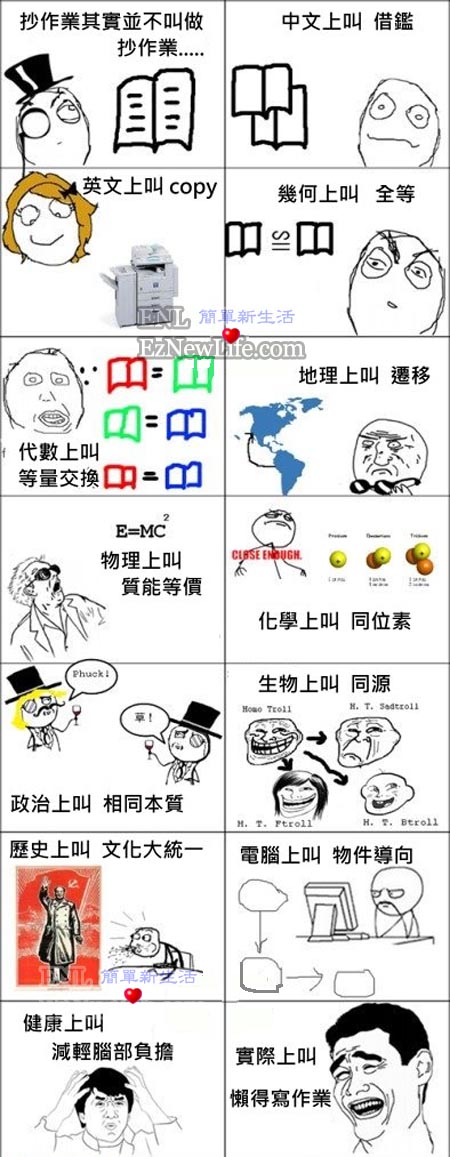 抄作業其實並不叫做
抄作業.....
中文上叫 借鑑
英文上叫 copy
幾何上叫 全等
ENL 簡單新生活
EzNewLife.com
代數上叫
等量交換
地理上叫 遷移
E=MC²
物理上叫
質能等價
CLOSE ENOUGH.
Protium
Deuterium
Tritium
化學上叫 同位素
Phuck!
草!
政治上叫 相同本質
生物上叫 同源
Homo Troll
H. T. Sadtroll
H. T. Ftroll
H. T. Btroll
歷史上叫 文化大統一
ENL 簡單新生活
電腦上叫 物件導向
健康上叫
減輕腦部負擔
實際上叫
懶得寫作業